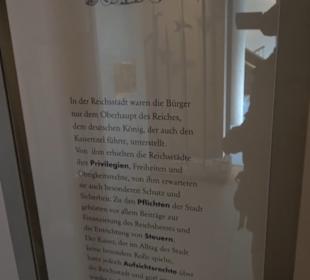 In der Reichsstadt waren die Bürger
nur dem Oberhaupt des Reiches,
dem deutschen König, der auch den
Kaisertitel führte, unterstellt.
Von ihm erhielten die Reichsstädte
ihre Privilegien, Freiheiten und
Obrigkeitsrechte, von ihm erwarteten
sie auch besonderen Schutz und
Sicherheit. Zu den Pflichten der Stadt
gehörten vor allem Beiträge zur
Finanzierung des Reichsheeres und
die Entrichtung von Steuern.
Der Kaiser, der im Alltag der Stadt
keine besondere Rolle spielte,
hatte jedoch Aufsichtsrechte über
die Reichsstadt und